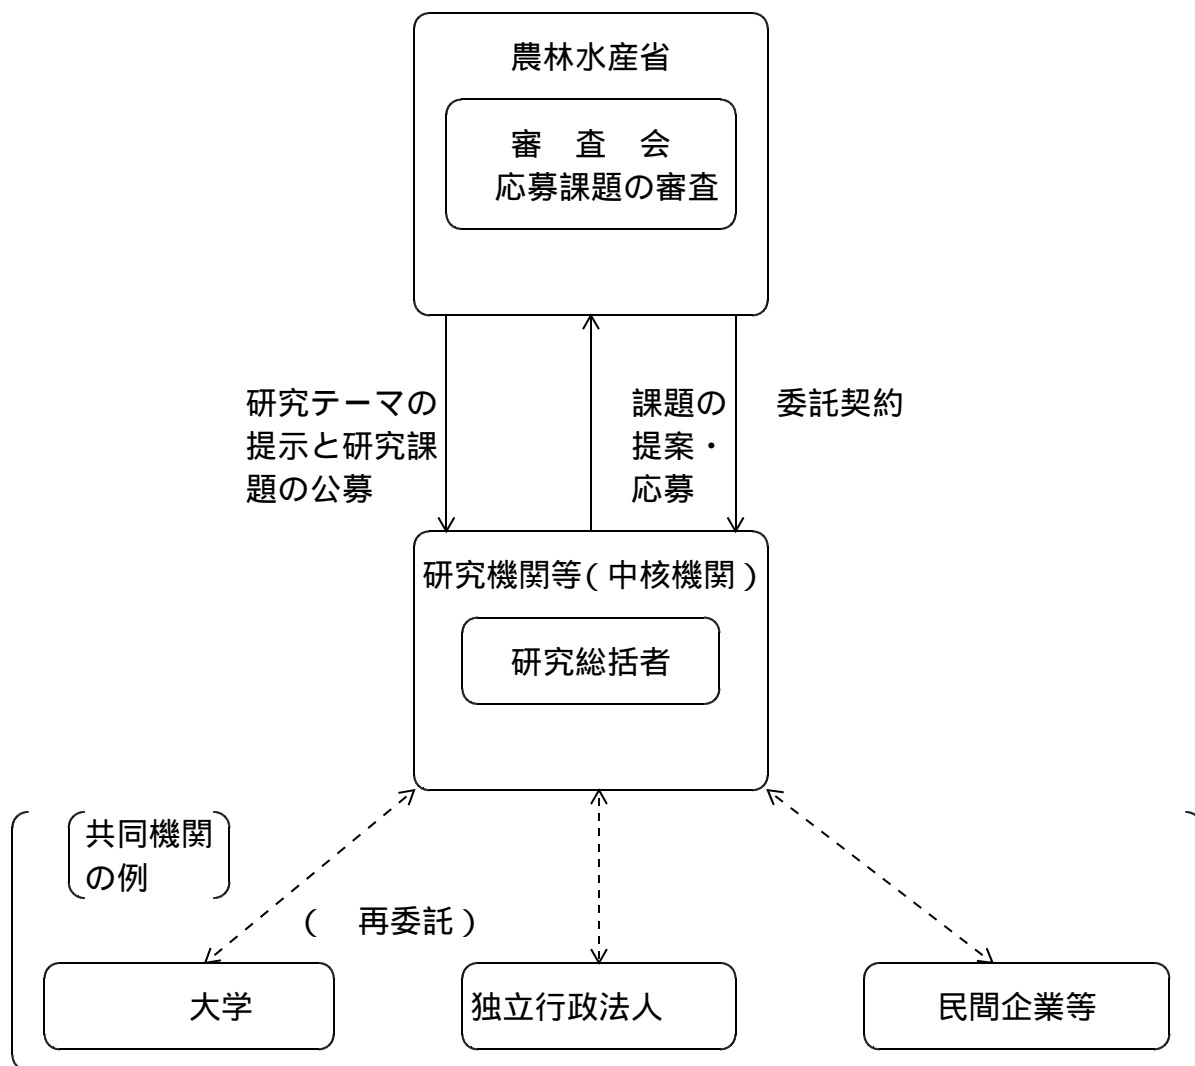 農林水産省
審　査　会
応募課題の審査
研究テーマの
提示と研究課
題の公募
課題の
提案・
応募
委託契約
研究機関等(中核機関)
研究総括者
共同機関
の例
(　再委託)
大学
独立行政法人
民間企業等